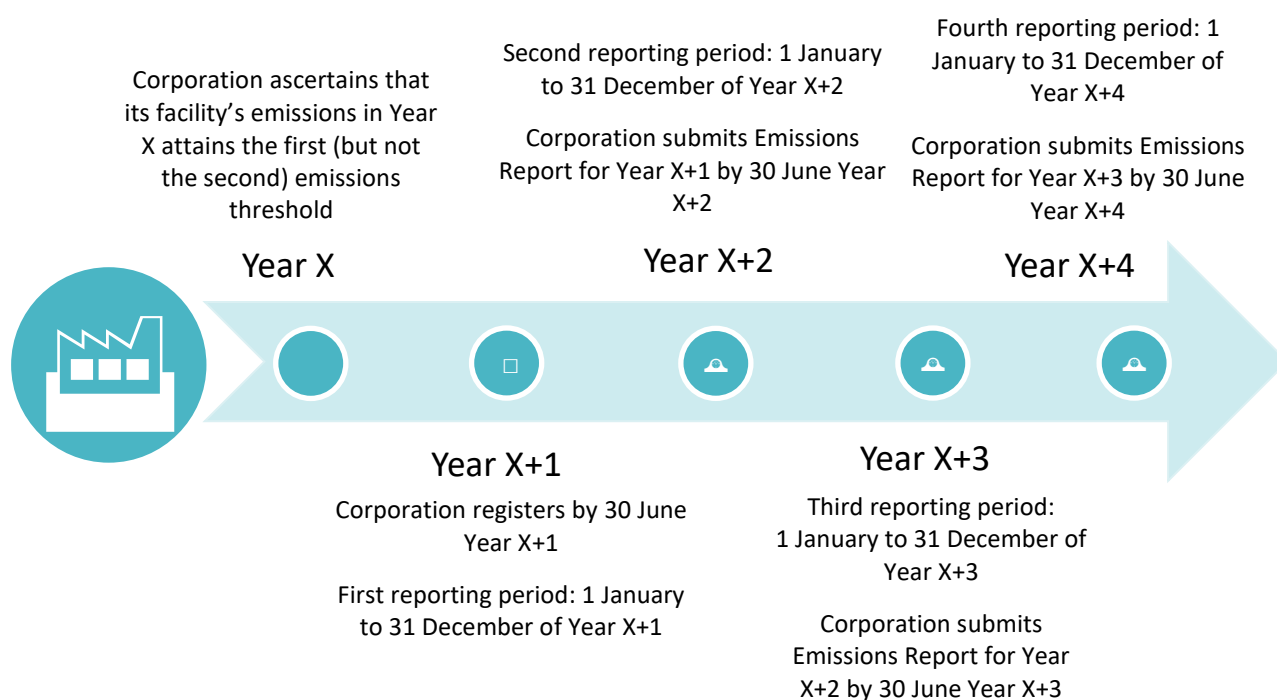 Corporation ascertains that
its facility’s emissions in Year
X attains the first (but not
the second) emissions
threshold
Year X
Corporation registers by 30 June
Year X+1
First reporting period: 1 January
to 31 December of Year X+1
Year X+1
Second reporting period: 1 January
to 31 December of Year X+2
Corporation submits Emissions
Report for Year X+1 by 30 June Year
X+2
Year X+2
Year X+3
Third reporting period:
1 January to 31 December of
Year X+3
Corporation submits
Emissions Report for Year
X+2 by 30 June Year X+3
Fourth reporting period: 1
January to 31 December of
Year X+4
Corporation submits Emissions
Report for Year X+3 by 30 June
Year X+4
Year X+4